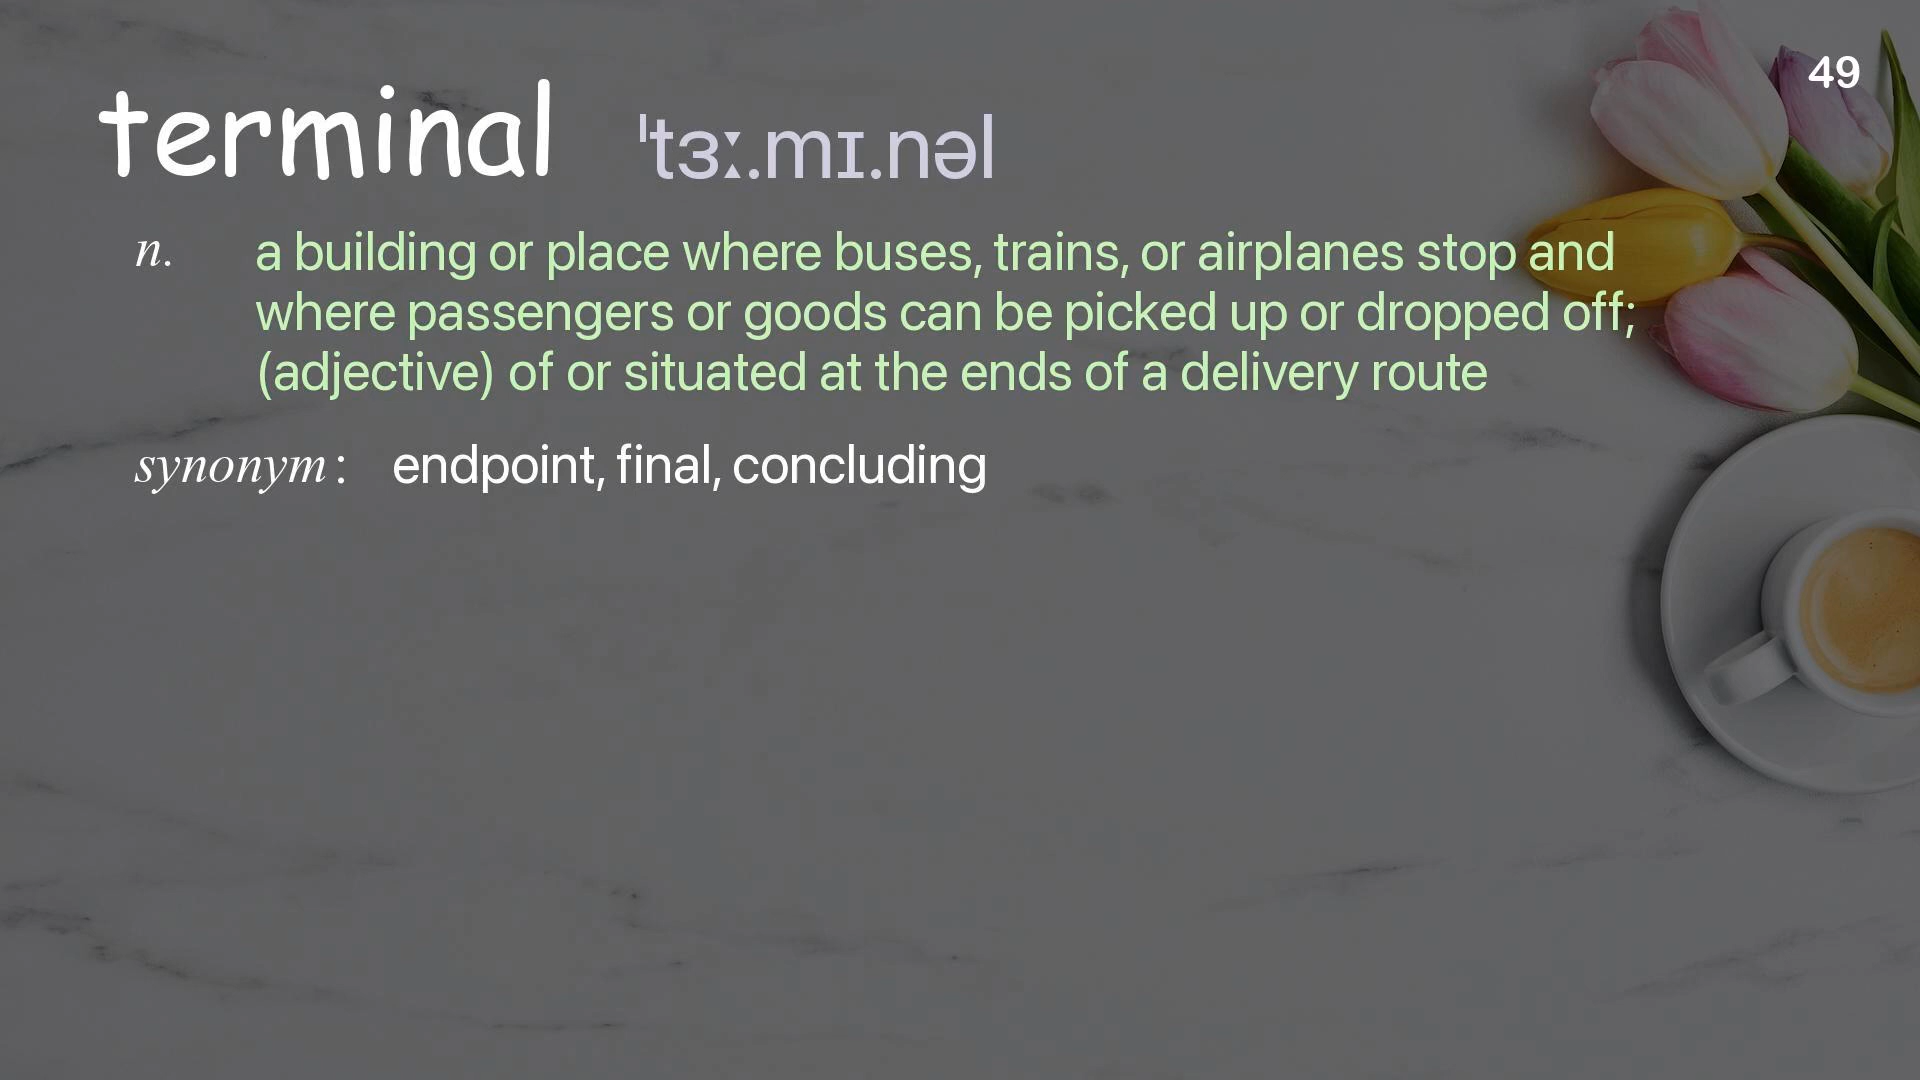 49
terminal ˈtɜː.mɪ.nəl
n. a building or place where buses, trains, or airplanes stop and
where passengers or goods can be picked up or dropped off;
(adjective) of or situated at the ends of a delivery route
synonym: endpoint, final, concluding